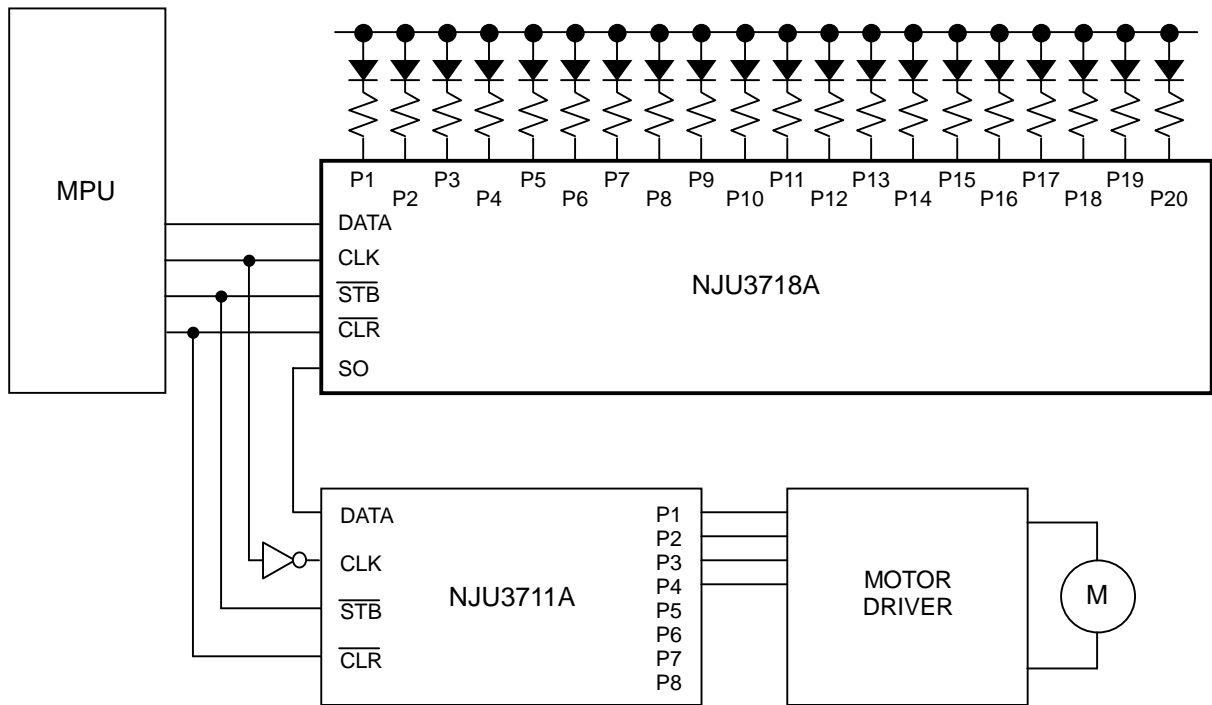 MPU
P1 P3 P5 P7 P9 P11 P13 P15 P17 P19
P2 P4 P6 P8 P10 P12 P14 P16 P18 P20
DATA
CLK
STB
CLR
SO
NJU3718A
DATA
CLK
STB
CLR
NJU3711A
P1
P2
P3
P4
P5
P6
P7
P8
MOTOR
DRIVER
M